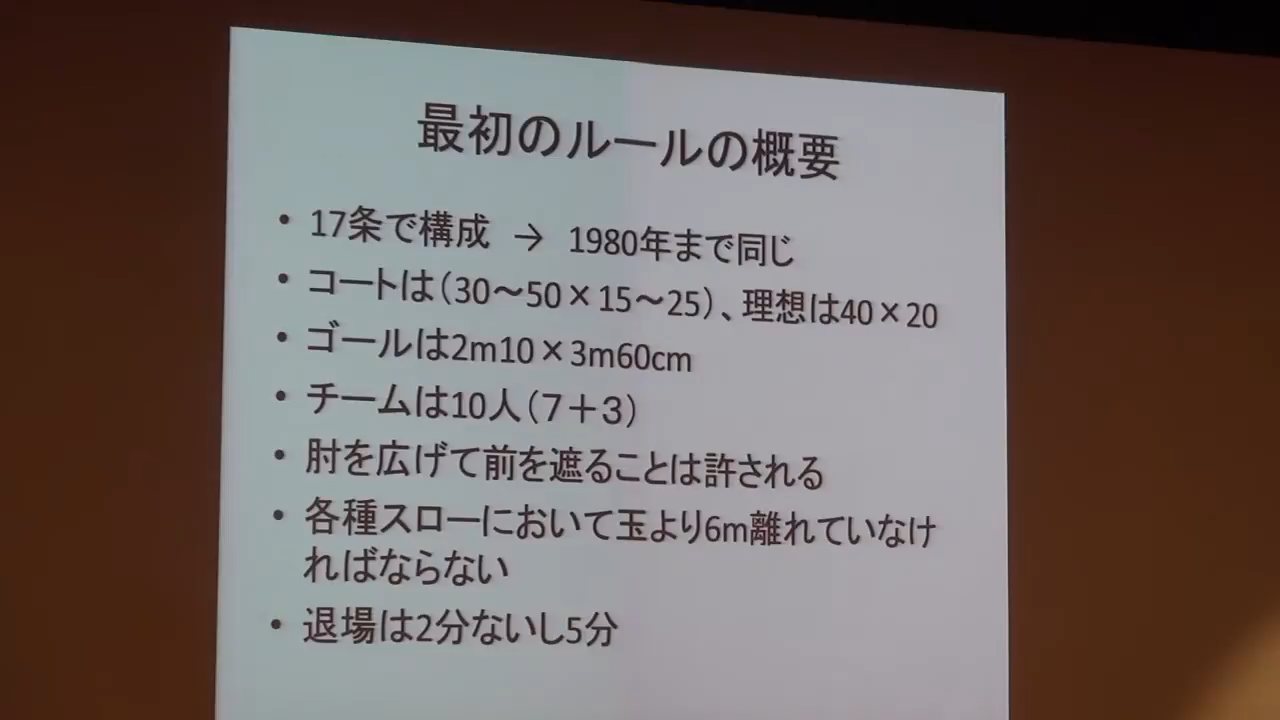 最初のルールの概要
• 17条で構成 → 1980年まで同じ
• コートは(30～50×15～25)、理想は40×20
• ゴールは2m10×3m60cm
• チームは10人(7+3)
• 肘を広げて前を遮ることは許される
• 各種スローにおいて玉より6m離れていなけ
ればならない
• 退場は2分ないし5分